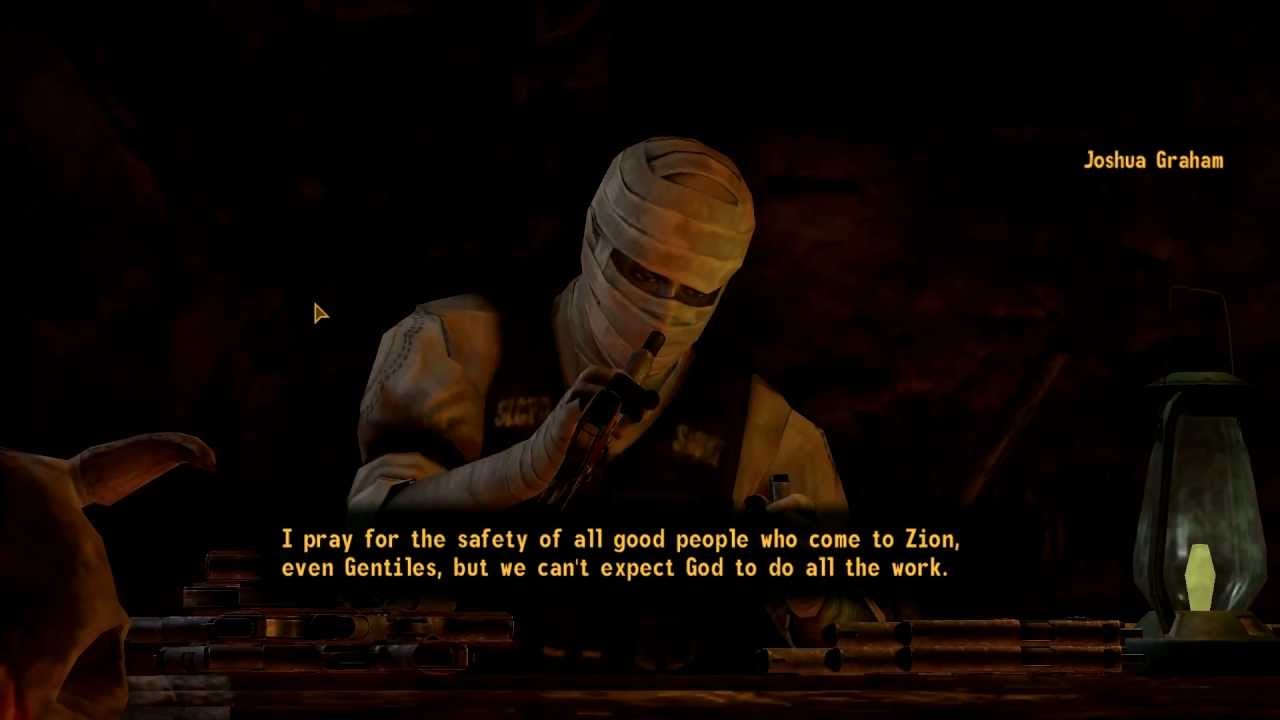 Joshua Graham
I pray for the safety of all good people who come to Zion,
even Gentiles, but we can't expect God to do all the work.